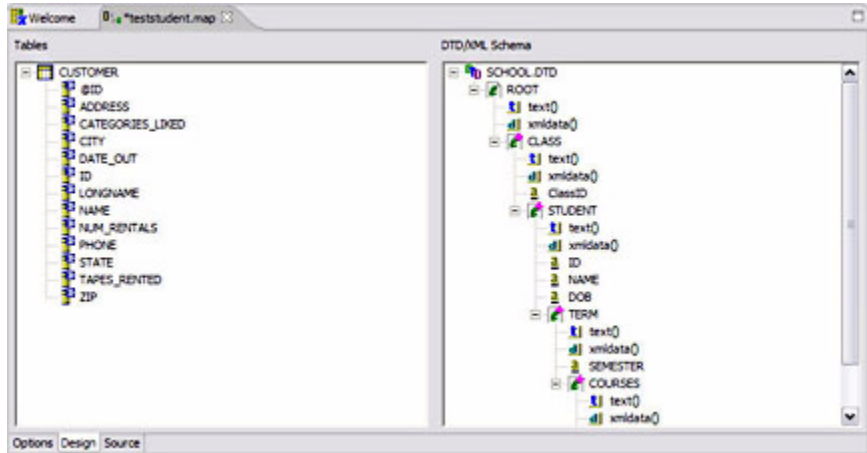 Welcome
*teststudent.map
Tables
CUSTOMER
@ID
ADDRESS
CATEGORIES_LIKED
CITY
DATE_OUT
ID
LONGNAME
NAME
NUM_RENTALS
PHONE
STATE
TAPES_RENTED
ZIP
DTD/XML Schema
SCHOOL.DTD
ROOT
text()
xmldata()
CLASS
text()
xmldata()
ClassID
STUDENT
text()
xmldata()
ID
NAME
DOB
TERM
text()
xmldata()
SEMESTER
COURSES
text()
xmldata()
Options Design Source